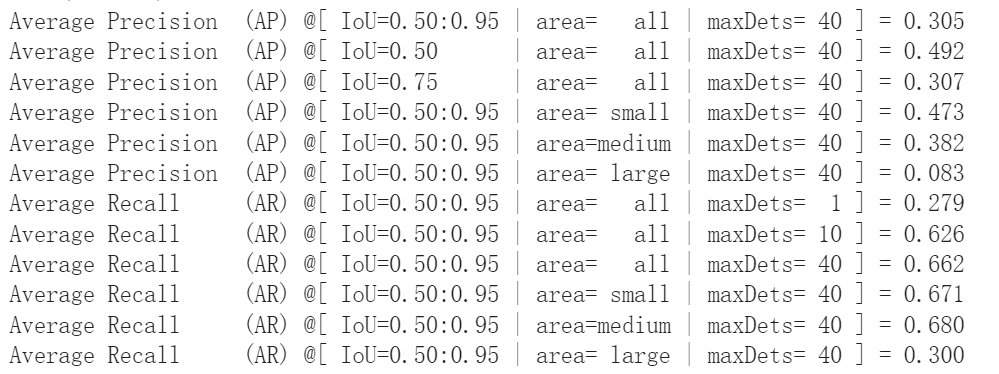 Average Precision  (AP) @[ IoU=0.50:0.95 | area=   all | maxDets= 40 ] = 0.305
Average Precision  (AP) @[ IoU=0.50      | area=   all | maxDets= 40 ] = 0.492
Average Precision  (AP) @[ IoU=0.75      | area=   all | maxDets= 40 ] = 0.307
Average Precision  (AP) @[ IoU=0.50:0.95 | area= small | maxDets= 40 ] = 0.473
Average Precision  (AP) @[ IoU=0.50:0.95 | area=medium | maxDets= 40 ] = 0.382
Average Precision  (AP) @[ IoU=0.50:0.95 | area= large | maxDets= 40 ] = 0.083
Average Recall     (AR) @[ IoU=0.50:0.95 | area=   all | maxDets=  1 ] = 0.279
Average Recall     (AR) @[ IoU=0.50:0.95 | area=   all | maxDets= 10 ] = 0.626
Average Recall     (AR) @[ IoU=0.50:0.95 | area=   all | maxDets= 40 ] = 0.662
Average Recall     (AR) @[ IoU=0.50:0.95 | area= small | maxDets= 40 ] = 0.671
Average Recall     (AR) @[ IoU=0.50:0.95 | area=medium | maxDets= 40 ] = 0.680
Average Recall     (AR) @[ IoU=0.50:0.95 | area= large | maxDets= 40 ] = 0.300